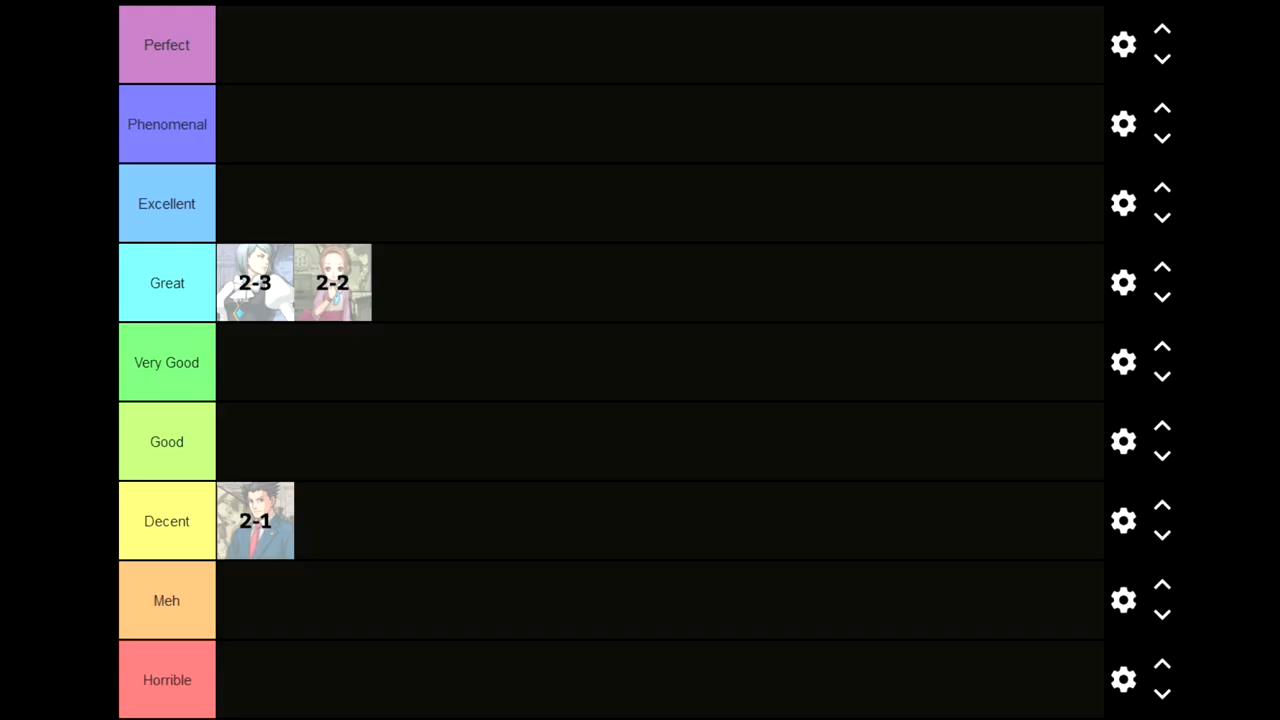 Perfect
Phenomenal
Excellent
Great
2-3
2-2
Very Good
Good
Decent
2-1
Meh
Horrible